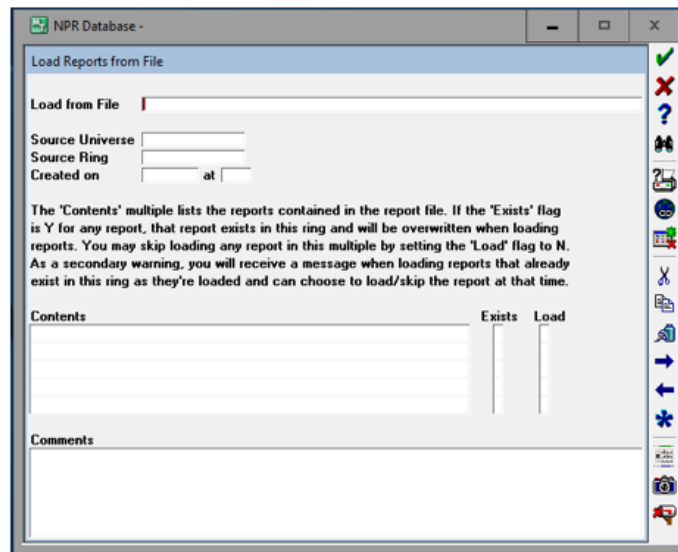 NPR Database -
Load Reports from File
Load from File
Source Universe
Source Ring
Created on at
The 'Contents' multiple lists the reports contained in the report file. If the 'Exists' flag
is Y for any report, that report exists in this ring and will be overwritten when loading
reports. You may skip loading any report in this multiple by setting the 'Load' flag to N.
As a secondary warning, you will receive a message when loading reports that already
exist in this ring as they're loaded and can choose to load/skip the report at that time.
Contents Exists Load
Comments